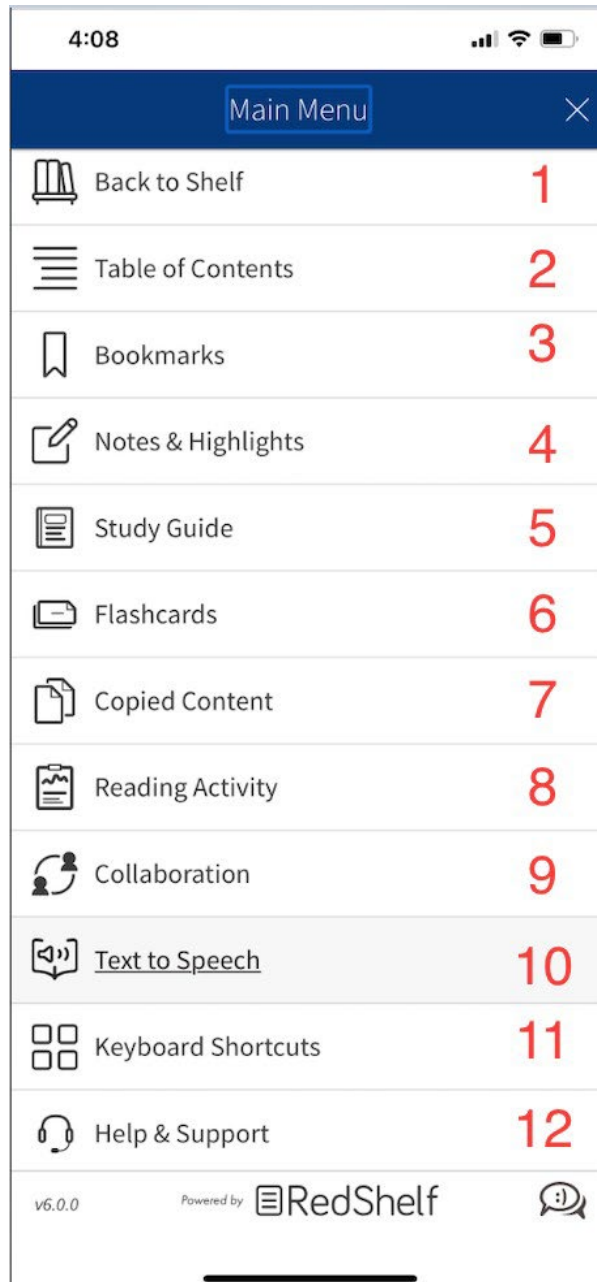 4:08
Main Menu
Back to Shelf 1
Table of Contents 2
Bookmarks 3
Notes & Highlights 4
Study Guide 5
Flashcards 6
Copied Content 7
Reading Activity 8
Collaboration 9
Text to Speech 10
Keyboard Shortcuts 11
Help & Support 12
v6.0.0 Powered by RedShelf :)